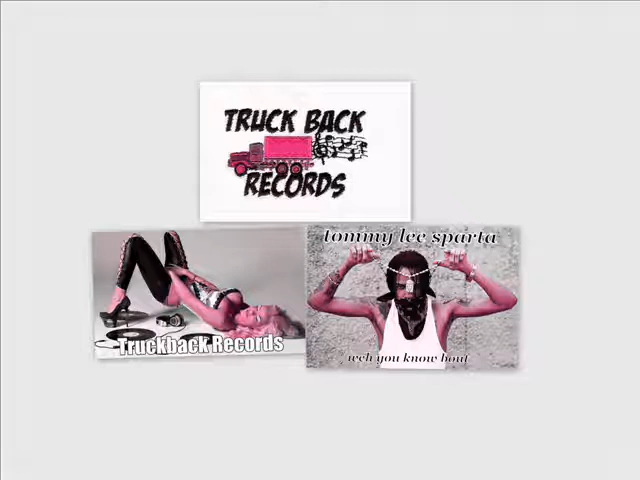 TRUCK BACK
RECORDS
Truckback Records
tommy lee sparta
weh you know bout